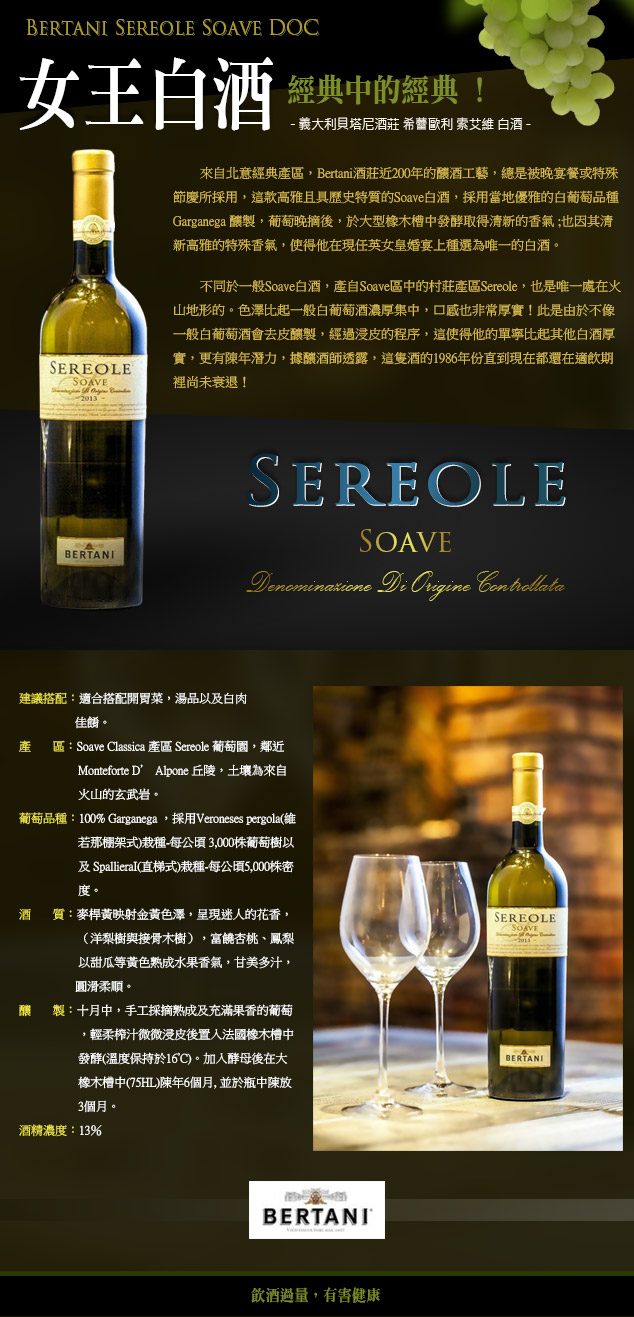 BERTANI SEREOLE SOAVE DOC
女王白酒 經典中的經典 !
- 義大利貝塔尼酒莊 希蕾歐利 索艾維 白酒 -
來自北意經典產區，Bertani酒莊近200年的釀酒工藝，總是被晚宴餐或特殊
節慶所採用，這款高雅且具歷史特質的Soave白酒，採用當地優雅的白葡萄品種
Garganega 釀製，葡萄晚摘後，於大型橡木槽中發酵取得清新的香氣 ;也因其清
新高雅的特殊香氣，使得他在現任英女皇婚宴上種選為唯一的白酒。
不同於一般Soave白酒，產自Soave區中的村莊產區Sereole，也是唯一處在火
山地形的。色澤比起一般白葡萄酒濃厚集中，口感也非常厚實！此是由於不像
一般白葡萄酒會去皮釀製，經過浸皮的程序，這使得他的單寧比起其他白酒厚
實，更有陳年潛力，據釀酒師透露，這隻酒的1986年份直到現在都還在適飲期
裡尚未衰退！
SEREOLE
SOAVE
Denominazione Di Origine Controllata
- 2013 -
BERTANI
SEREOLE
SOAVE
Denominazione Di Origine Controllata
建議搭配：適合搭配開胃菜，湯品以及白肉
佳餚。
產 區：Soave Classica 產區 Sereole 葡萄園，鄰近
Monteforte D’ Alpone 丘陵，土壤為來自
火山的玄武岩。
葡萄品種：100% Garganega ，採用Veroneses pergola(維
若那棚架式)栽種-每公頃 3,000株葡萄樹以
及 SpallieraI(直梯式)栽種-每公頃5,000株密
度。
酒 質：麥桿黃映射金黃色澤，呈現迷人的花香，
（洋梨樹與接骨木樹），富饒杏桃、鳳梨
以甜瓜等黃色熟成水果香氣，甘美多汁，
圓滑柔順。
釀 製：十月中，手工採摘熟成及充滿果香的葡萄
，輕柔榨汁微微浸皮後置入法國橡木槽中
發酵(溫度保持於16°C)。加入酵母後在大
橡木槽中(75HL)陳年6個月, 並於瓶中陳放
3個月。
酒精濃度：13%
SEREOLE
SOAVE
Denominazione Di Origine Controllata
- 2013 -
BERTANI
BERTANI
飲酒過量，有害健康